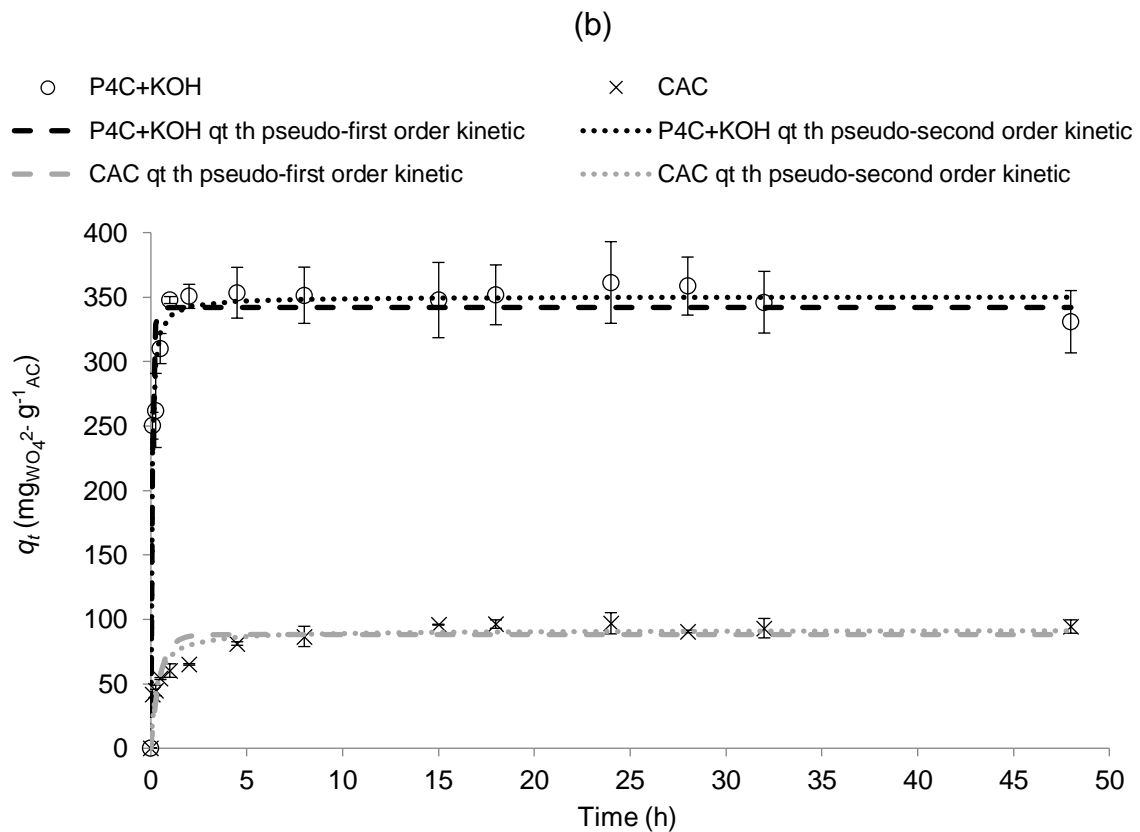 (b)
P4C+KOH
CAC
P4C+KOH qt th pseudo-first order kinetic
P4C+KOH qt th pseudo-second order kinetic
CAC qt th pseudo-first order kinetic
CAC qt th pseudo-second order kinetic
400
350
300
250
200
150
100
50
0
qt (mgWO4²- g⁻¹AC)
0 5 10 15 20 24 30 35 40 45 50
Time (h)